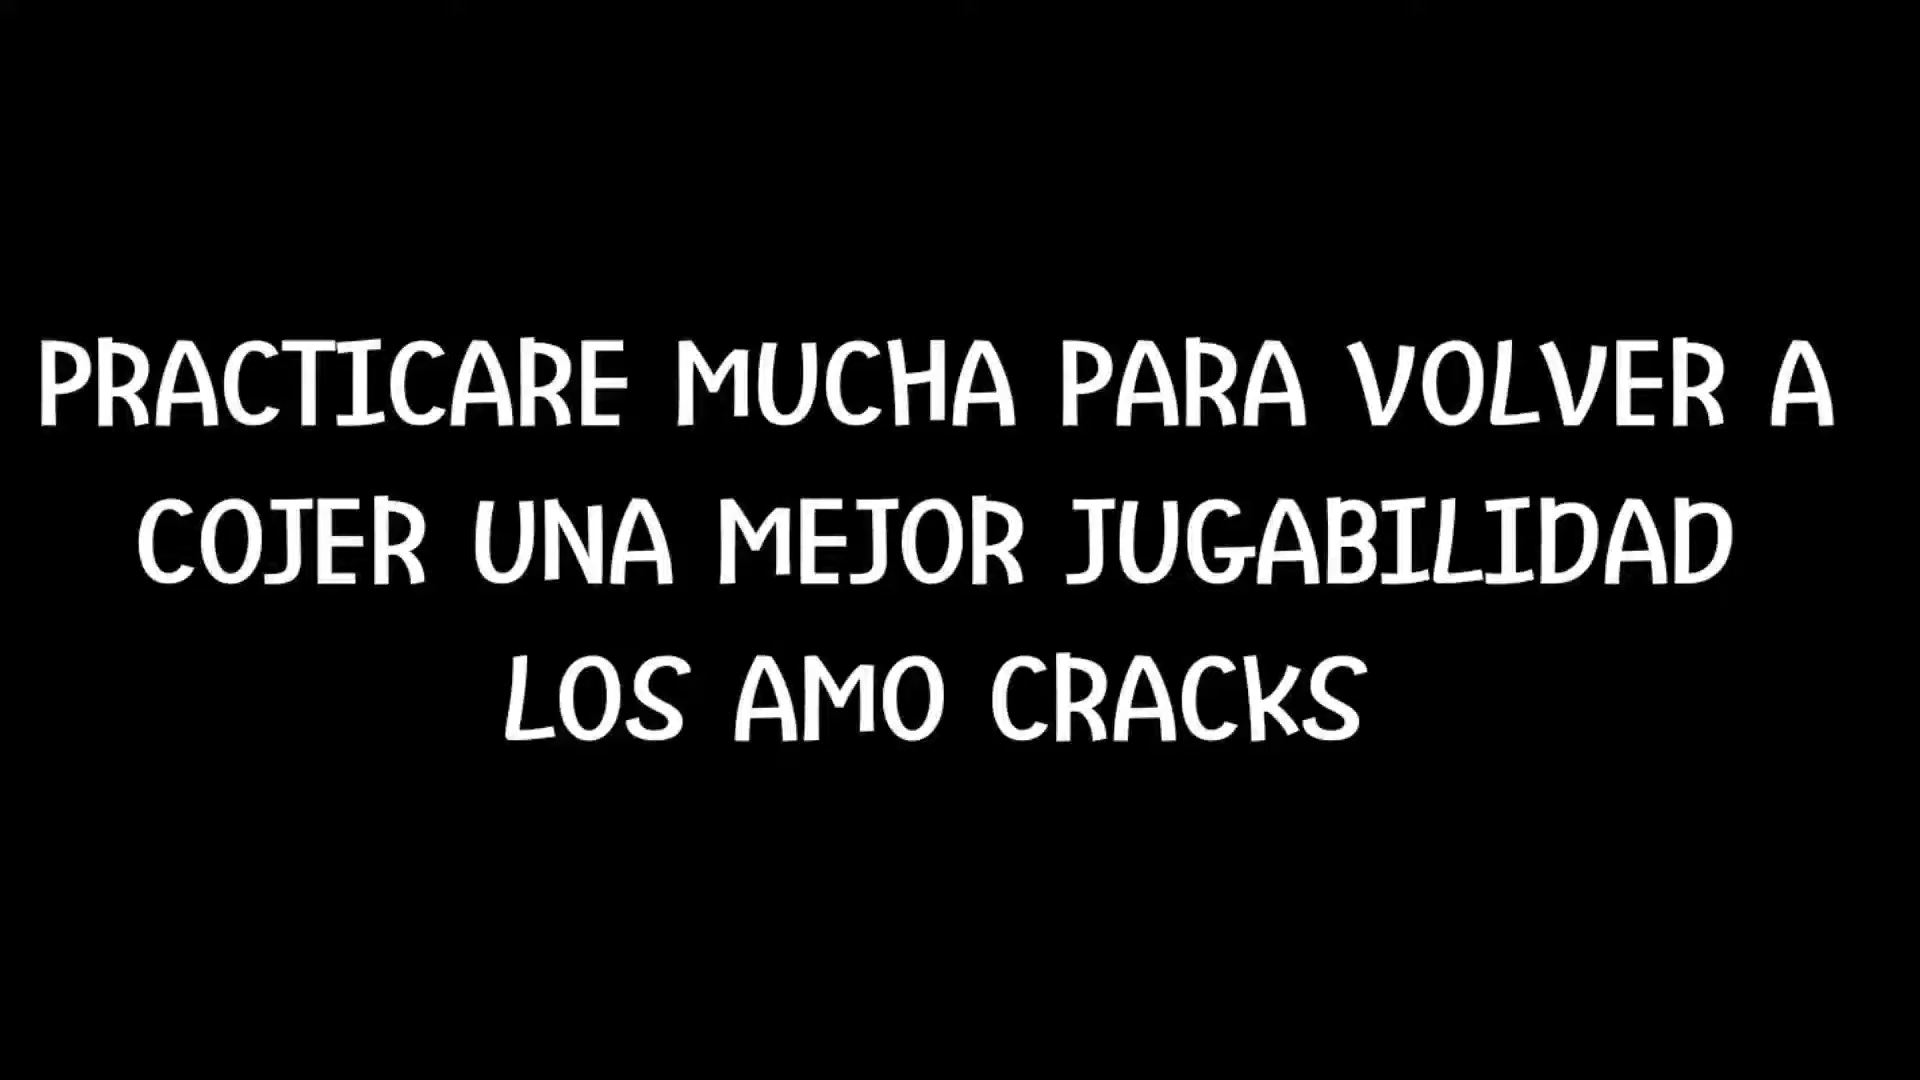 PRACTICARE MUCHA PARA VOLVER A
COJER UNA MEJOR JUGABILIDAD
LOS AMO CRACKS